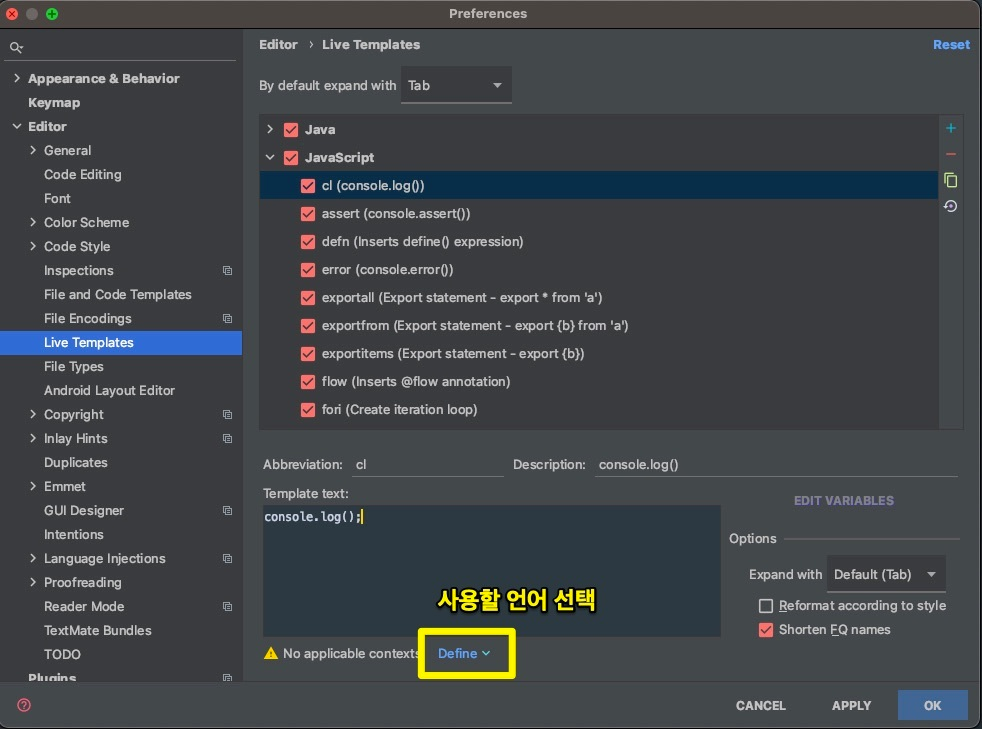 Preferences
Appearance & Behavior
Keymap
Editor
General
Code Editing
Font
Color Scheme
Code Style
Inspections
File and Code Templates
File Encodings
Live Templates
File Types
Android Layout Editor
Copyright
Inlay Hints
Duplicates
Emmet
GUI Designer
Intentions
Language Injections
Proofreading
Reader Mode
TextMate Bundles
TODO
Plugins
Editor › Live Templates
Reset
By default expand with Tab
Java
JavaScript
cl (console.log())
assert (console.assert())
defn (Inserts define() expression)
error (console.error())
exportall (Export statement - export * from 'a')
exportfrom (Export statement - export {b} from 'a')
exportitems (Export statement - export {b})
flow (Inserts @flow annotation)
fori (Create iteration loop)
Abbreviation: cl Description: console.log()
Template text:
console.log();
EDIT VARIABLES
Options
Expand with Default (Tab)
Reformat according to style
Shorten FQ names
사용할 언어 선택
No applicable contexts Define
CANCEL APPLY OK